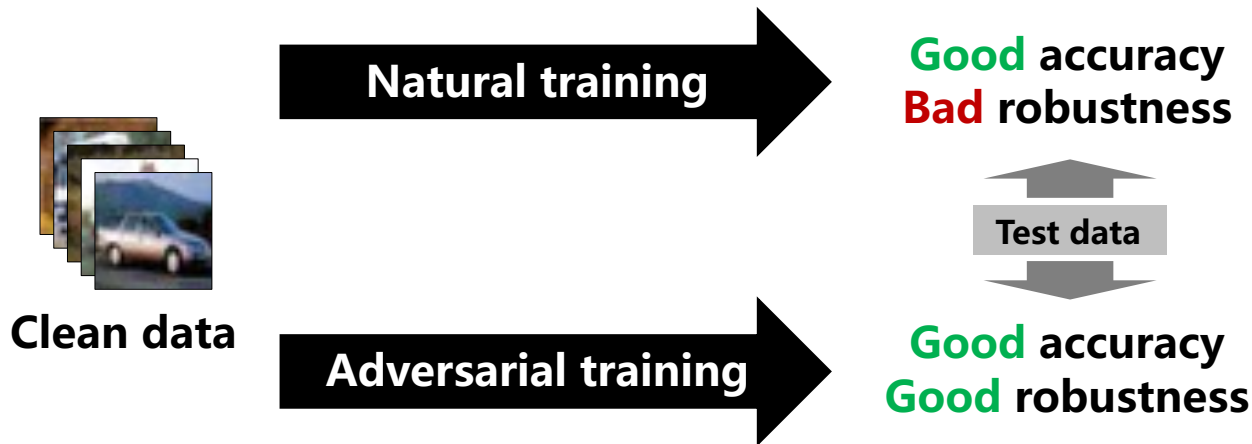 Natural training
Good accuracy
Bad robustness
Test data
Clean data
Adversarial training
Good accuracy
Good robustness